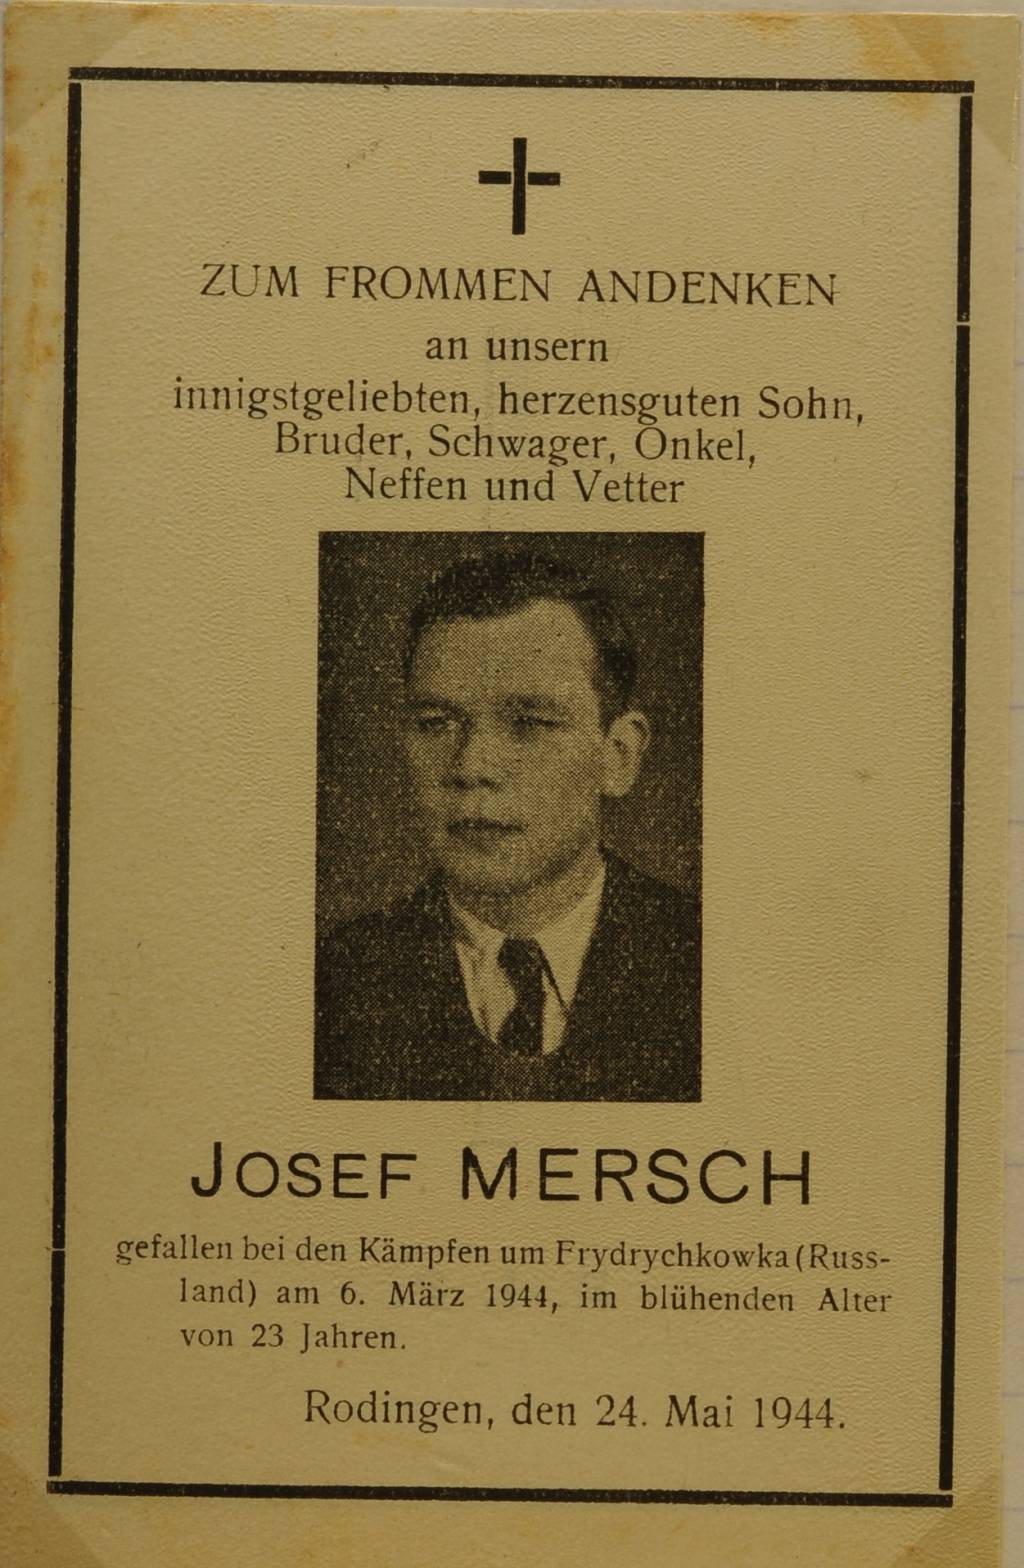 ZUM FROMMEN ANDENKEN
an unsern
innigstgeliebten, herzensguten Sohn,
Bruder, Schwager, Onkel,
Neffen und Vetter
JOSEF MERSCH
gefallen bei den Kämpfen um Frydrychkowka (Russ-
land) am 6. März 1944, im blühenden Alter
von 23 Jahren.
Rodingen, den 24. Mai 1944.